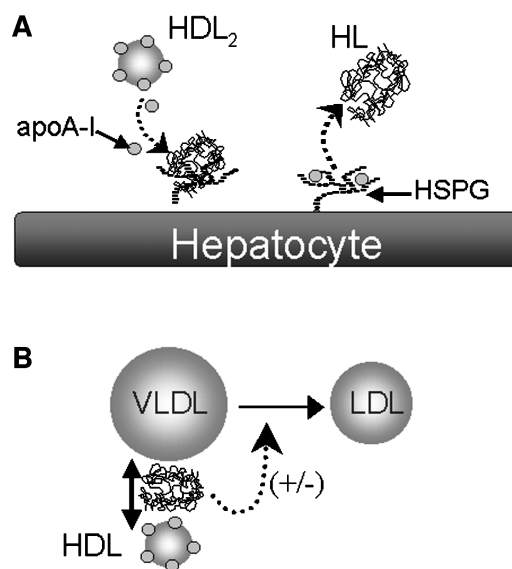 A
HDL2
HL
apoA-I
HSPG
Hepatocyte
B
VLDL
LDL
(+/-)
HDL